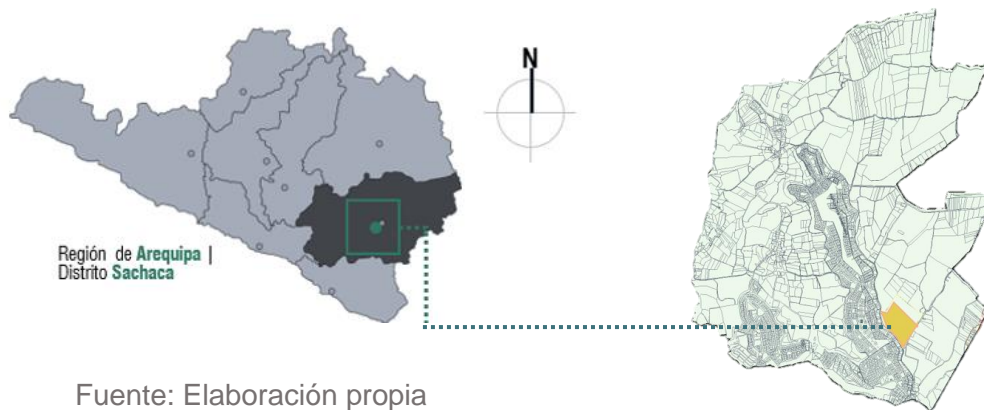 N
Región de Arequipa |
Distrito Sachaca
Fuente: Elaboración propia